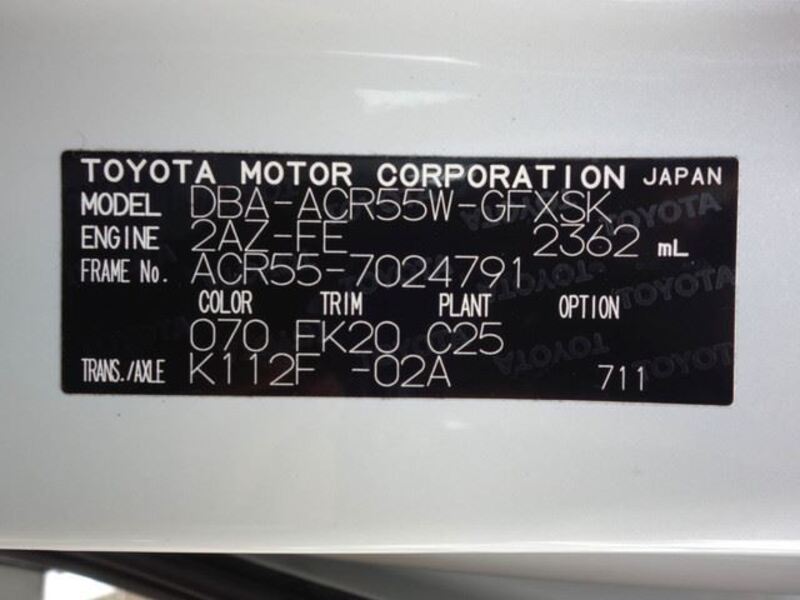 TOYOTA MOTOR CORPORATION JAPAN
MODEL DBA-ACR55W-GFXSK
ENGINE 2AZ-FE 2362 mL
FRAME No. ACR55-7024791
COLOR TRIM PLANT OPTION
070 FK20 C25
TRANS./AXLE K112F -02A 711